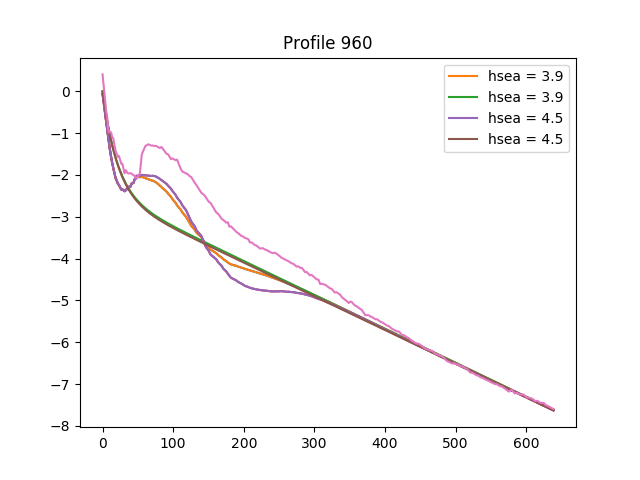 Profile 960
hsea = 3.9
hsea = 3.9
hsea = 4.5
hsea = 4.5
0
−1
−2
−3
−4
−5
−6
−7
−8
0 100 200 300 400 500 600